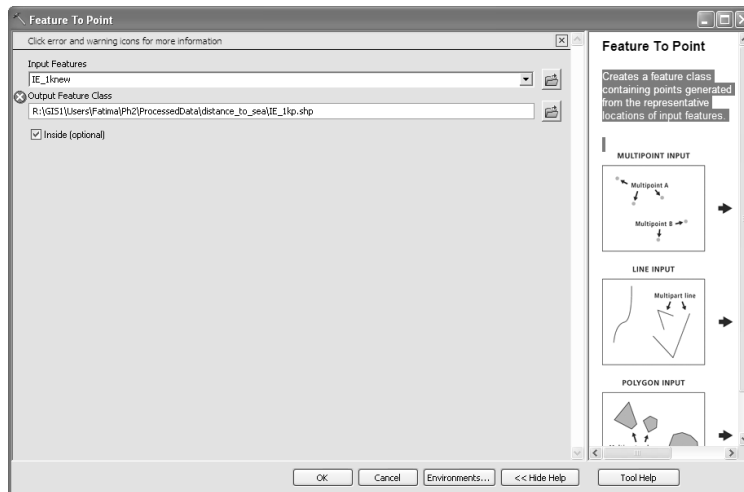 Feature To Point
Click error and warning icons for more information
Input Features
IE_1knew
Output Feature Class
R:\GIS1\Users\Fatima\Ph2\ProcessedData\distance_to_sea\IE_1kp.shp
Inside (optional)
OK
Cancel
Environments...
<< Hide Help
Tool Help
Feature To Point
Creates a feature class
containing points generated
from the representative
locations of input features.
MULTIPOINT INPUT
Multipoint A
Multipoint B
LINE INPUT
Multipart line
POLYGON INPUT